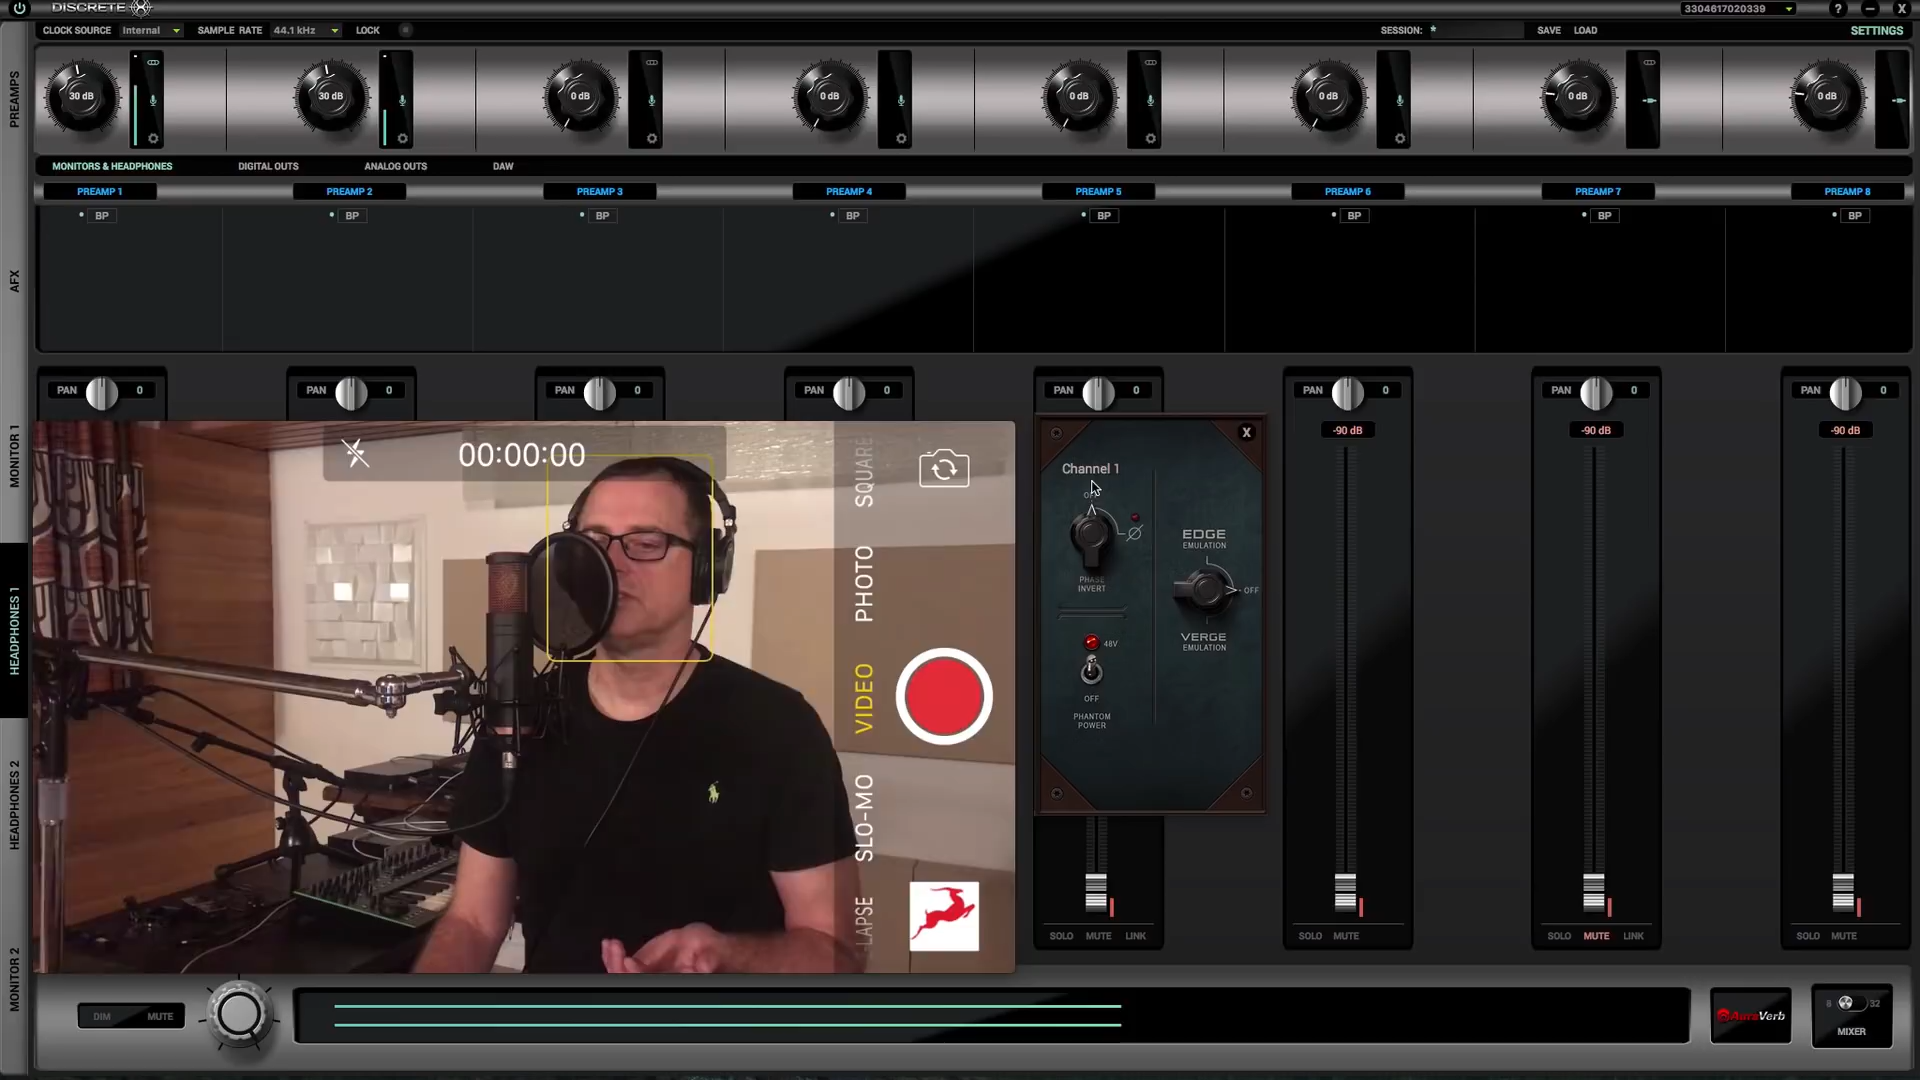 DISCRETE 8
3304617020339
?
X
CLOCK SOURCE Internal SAMPLE RATE 44.1 kHz LOCK
SESSION: * SAVE LOAD SETTINGS
PREAMPS
30 dB 30 dB 0 dB 0 dB 0 dB 0 dB 0 dB 0 dB
MONITORS & HEADPHONES DIGITAL OUTS ANALOG OUTS DAW
PREAMP 1 PREAMP 2 PREAMP 3 PREAMP 4 PREAMP 5 PREAMP 6 PREAMP 7 PREAMP 8
BP BP BP BP BP BP BP BP
AFX
PAN 0 PAN 0 PAN 0 PAN 0 PAN 0 PAN 0 PAN 0 PAN 0
-90 dB -90 dB -90 dB
MONITOR 1
HEADPHONES 1
HEADPHONES 2
MONITOR 2
00:00:00
SQUARE
PHOTO
VIDEO
SLO-MO
LAPSE
X
Channel 1
PHASE
INVERT
48V
OFF
PHANTOM
POWER
EDGE
EMULATION
OFF
VERGE
EMULATION
SOLO MUTE LINK SOLO MUTE SOLO MUTE LINK SOLO MUTE
DIM MUTE
AuraVerb
8 32
MIXER